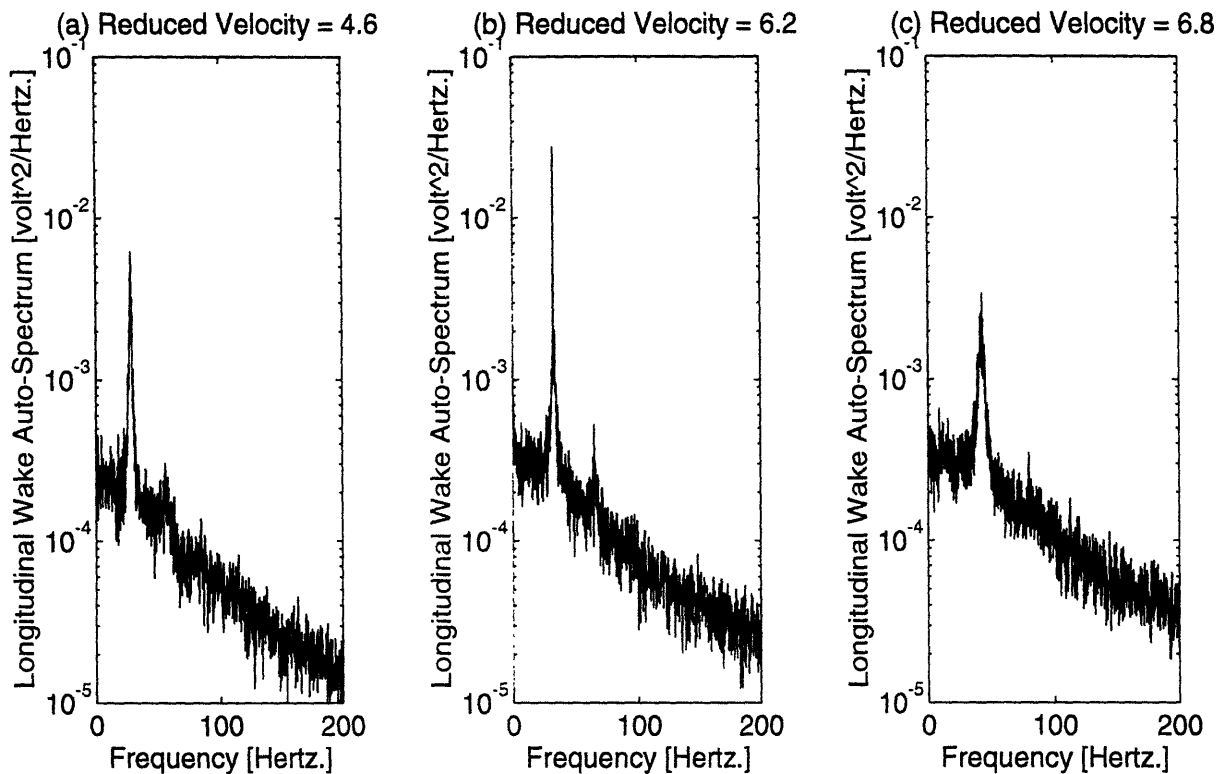 (a) Reduced Velocity = 4.6
Longitudinal Wake Auto-Spectrum [volt^2/Hertz.]
10^-1
10^-2
10^-3
10^-4
10^-5
0 100 200
Frequency [Hertz.]
(b) Reduced Velocity = 6.2
Longitudinal Wake Auto-Spectrum [volt^2/Hertz.]
10^-1
10^-2
10^-3
10^-4
10^-5
0 100 200
Frequency [Hertz.]
(c) Reduced Velocity = 6.8
Longitudinal Wake Auto-Spectrum [volt^2/Hertz.]
10^-1
10^-2
10^-3
10^-4
10^-5
0 100 200
Frequency [Hertz.]